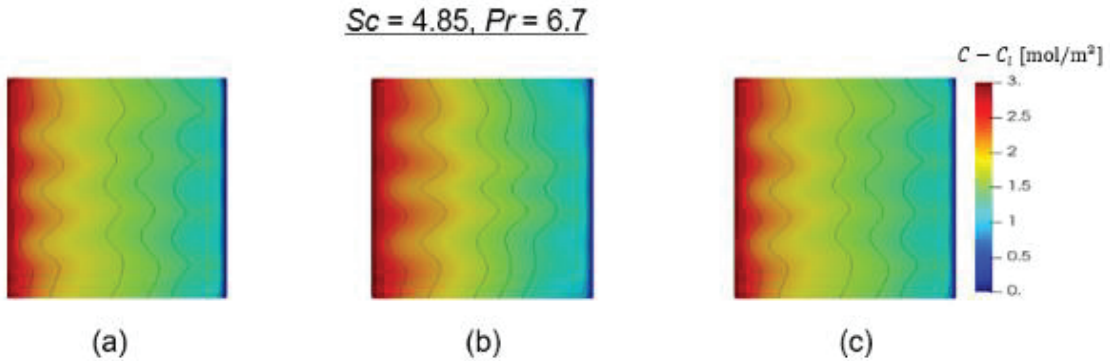 Sc = 4.85, Pr = 6.7
C − C_l [mol/m²]
3.
2.5
2
1.5
1
0.5
0.
(a)
(b)
(c)